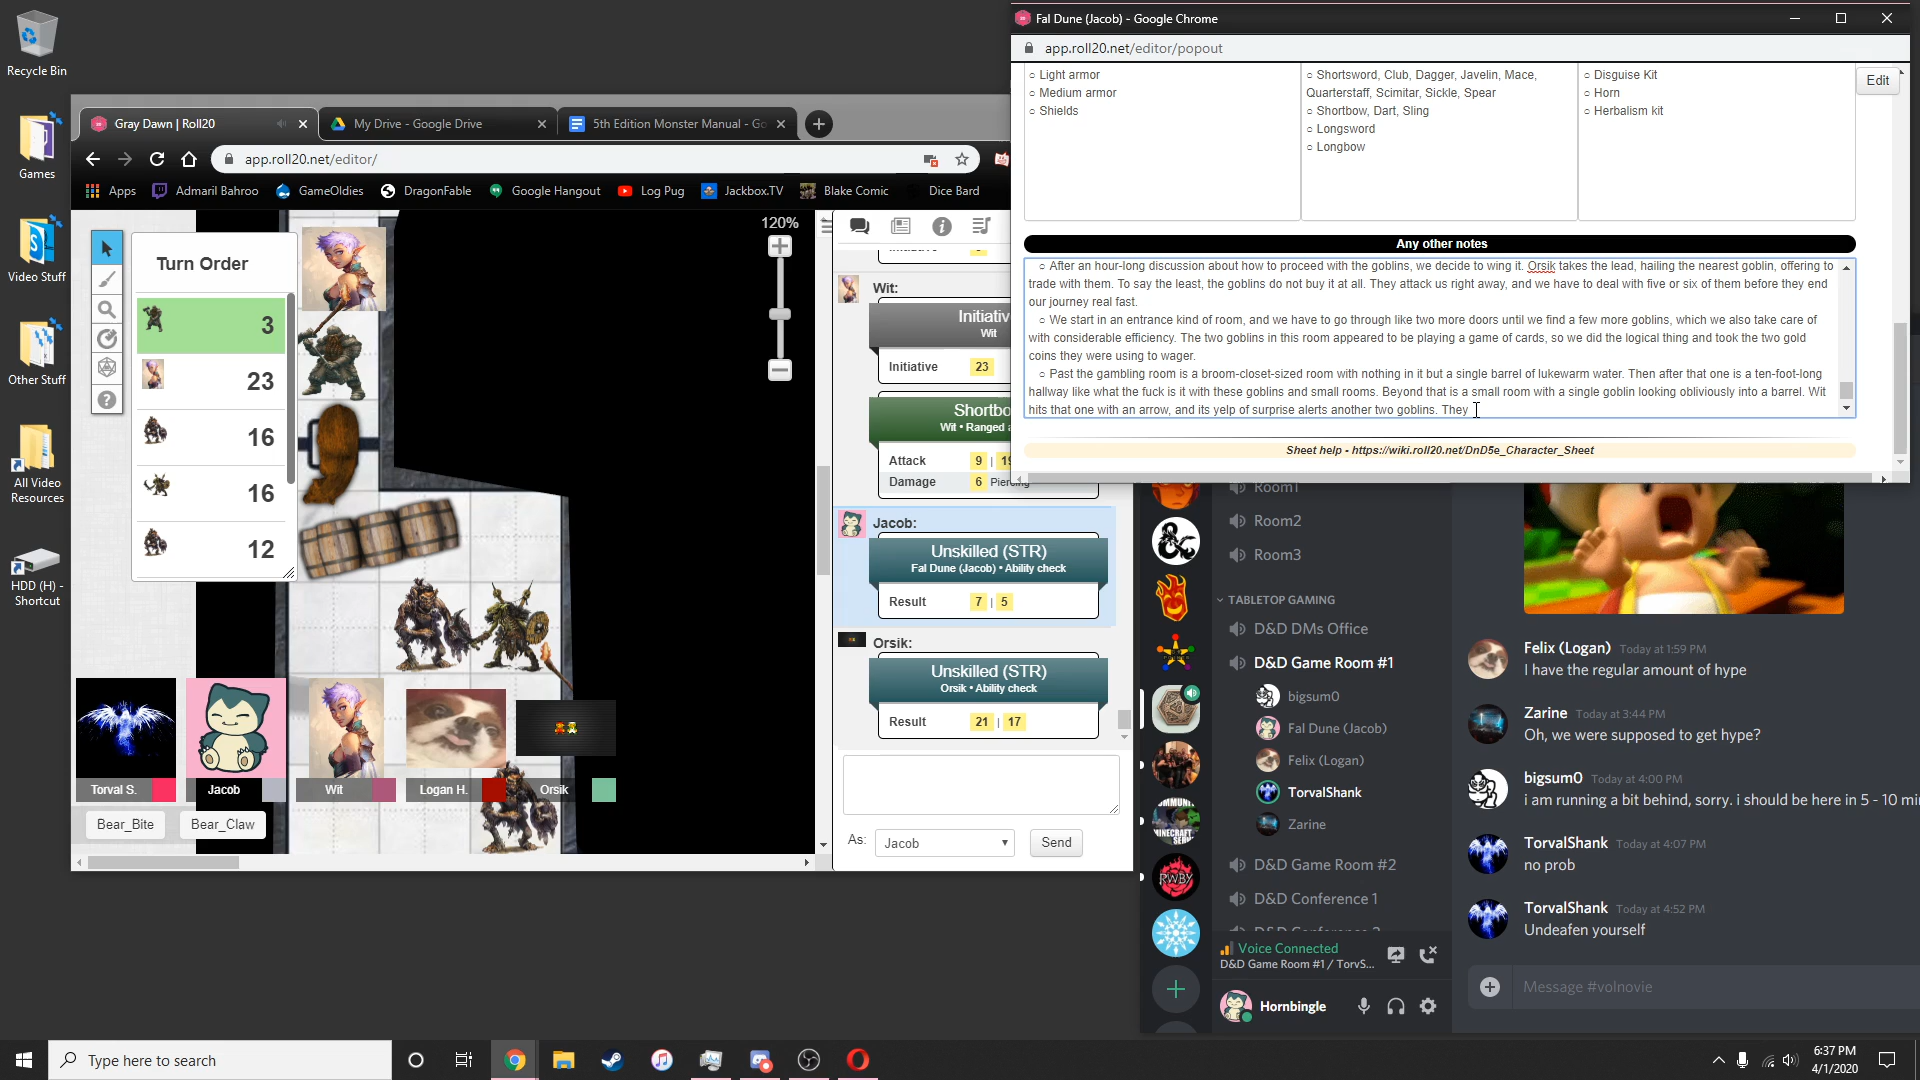 Recycle Bin
Games
Video Stuff
Other Stuff
All Video
Resources
HDD (H) -
Shortcut
Gray Dawn | Roll20
My Drive - Google Drive
5th Edition Monster Manual - Go
app.roll20.net/editor/
Apps
Admaril Bahroo
GameOldies
DragonFable
Google Hangout
Log Pug
Jackbox.TV
Blake Comic
Dice Bard
Turn Order
3
23
16
16
12
120%
Torval S.
Jacob
Wit
Logan H.
Orsik
Bear_Bite
Bear_Claw
Wit:
Initiativ
Wit
Initiative 23
Shortbo
Wit • Ranged a
Attack 9 | 19
Damage 6 Piercing
Jacob:
Unskilled (STR)
Fal Dune (Jacob) • Ability check
Result 7 | 5
Orsik:
Unskilled (STR)
Orsik • Ability check
Result 21 | 17
As: Jacob Send
Fal Dune (Jacob) - Google Chrome
app.roll20.net/editor/popout
Edit
○ Light armor
○ Medium armor
○ Shields
○ Shortsword, Club, Dagger, Javelin, Mace,
Quarterstaff, Scimitar, Sickle, Spear
○ Shortbow, Dart, Sling
○ Longsword
○ Longbow
○ Disguise Kit
○ Horn
○ Herbalism kit
Any other notes
○ After an hour-long discussion about how to proceed with the goblins, we decide to wing it. Orsik takes the lead, hailing the nearest goblin, offering to
trade with them. To say the least, the goblins do not buy it at all. They attack us right away, and we have to deal with five or six of them before they end
our journey real fast.
○ We start in an entrance kind of room, and we have to go through like two more doors until we find a few more goblins, which we also take care of
with considerable efficiency. The two goblins in this room appeared to be playing a game of cards, so we did the logical thing and took the two gold
coins they were using to wager.
○ Past the gambling room is a broom-closet-sized room with nothing in it but a single barrel of lukewarm water. Then after that one is a ten-foot-long
hallway like what the fuck is it with these goblins and small rooms. Beyond that is a small room with a single goblin looking obliviously into a barrel. Wit
hits that one with an arrow, and its yelp of surprise alerts another two goblins. They
Sheet help - https://wiki.roll20.net/DnD5e_Character_Sheet
Room1
Room2
Room3
TABLETOP GAMING
D&D DMs Office
D&D Game Room #1
bigsum0
Fal Dune (Jacob)
Felix (Logan)
TorvalShank
Zarine
D&D Game Room #2
D&D Conference 1
Voice Connected
D&D Game Room #1 / TorvS...
Hornbingle
MINECRAFT
RWBY
Felix (Logan) Today at 1:59 PM
I have the regular amount of hype
Zarine Today at 3:44 PM
Oh, we were supposed to get hype?
bigsum0 Today at 4:00 PM
i am running a bit behind, sorry. i should be here in 5 - 10 mi
TorvalShank Today at 4:07 PM
no prob
TorvalShank Today at 4:52 PM
Undeafen yourself
Message #volnovie
Type here to search
6:37 PM
4/1/2020